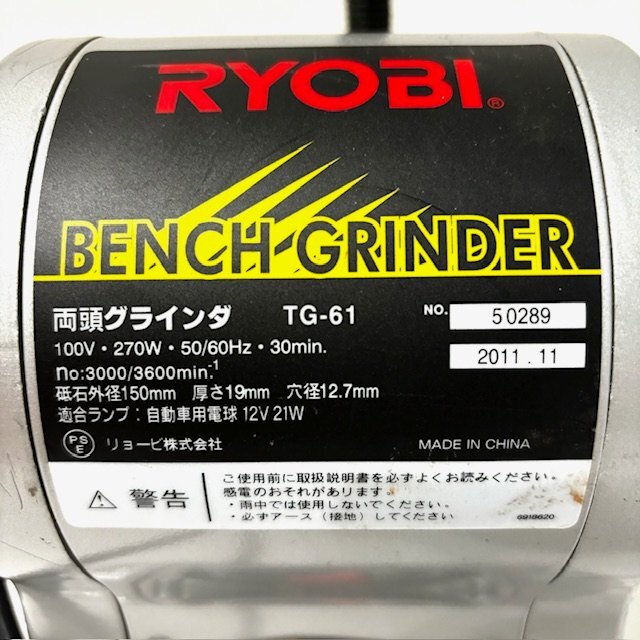 RYOBI®
BENCH GRINDER
両頭グラインダ TG-61 NO. 50289
100V・270W・50/60Hz・30min. 2011.11
no:3000/3600min-1
砥石外径150mm 厚さ19mm 穴径12.7mm
適合ランプ：自動車用電球 12V 21W
PSE リョービ株式会社 MADE IN CHINA
警告
ご使用前に取扱説明書を必ずよくお読みください。
感電のおそれがあります。
・雨中では使用しないでください。
・必ずアース（接地）してください
6918620